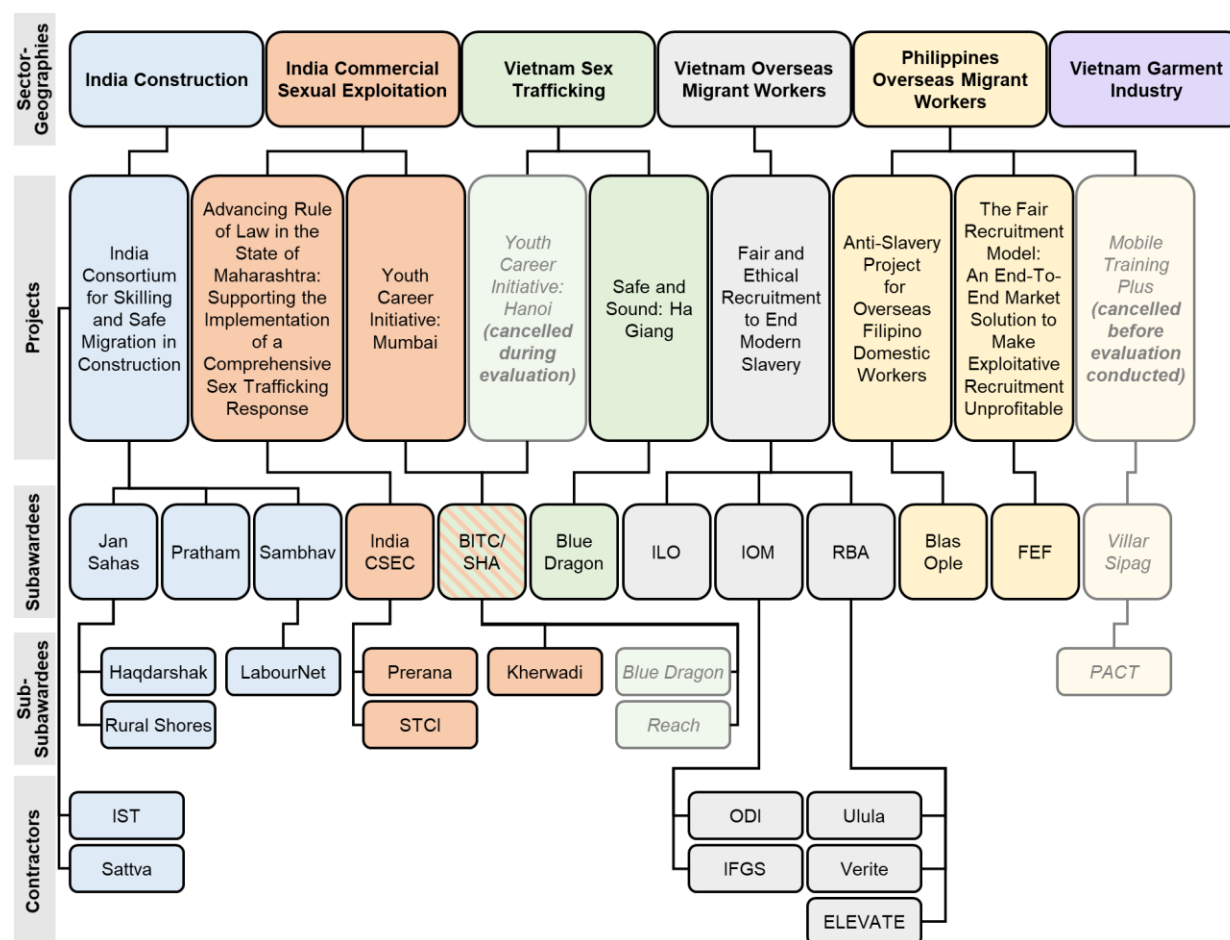 Sector-
Geographies
India Construction
India Commercial
Sexual Exploitation
Vietnam Sex
Trafficking
Vietnam Overseas
Migrant Workers
Philippines
Overseas Migrant
Workers
Vietnam Garment
Industry
Projects
India
Consortium
for Skilling
and Safe
Migration in
Construction
Advancing Rule
of Law in the
State of
Maharashtra:
Supporting the
Implementation
of a
Comprehensive
Sex Trafficking
Response
Youth
Career
Initiative:
Mumbai
Youth
Career
Initiative:
Hanoi
(cancelled
during
evaluation)
Safe and
Sound: Ha
Giang
Fair and
Ethical
Recruitment
to End
Modern
Slavery
Anti-Slavery
Project
for
Overseas
Filipino
Domestic
Workers
The Fair
Recruitment
Model:
An End-To-
End Market
Solution to
Make
Exploitative
Recruitment
Unprofitable
Mobile
Training
Plus
(cancelled
before
evaluation
conducted)
Subawardees
Jan
Sahas
Pratham
Sambhav
India
CSEC
BITC/
SHA
Blue
Dragon
ILO
IOM
RBA
Blas
Ople
FEF
Villar
Sipag
Sub-
Subawardees
Haqdarshak
LabourNet
Prerana
Kherwadi
Blue Dragon
PACT
Rural Shores
STCI
Reach
Contractors
IST
ODI
Ulula
Sattva
IFGS
Verite
ELEVATE